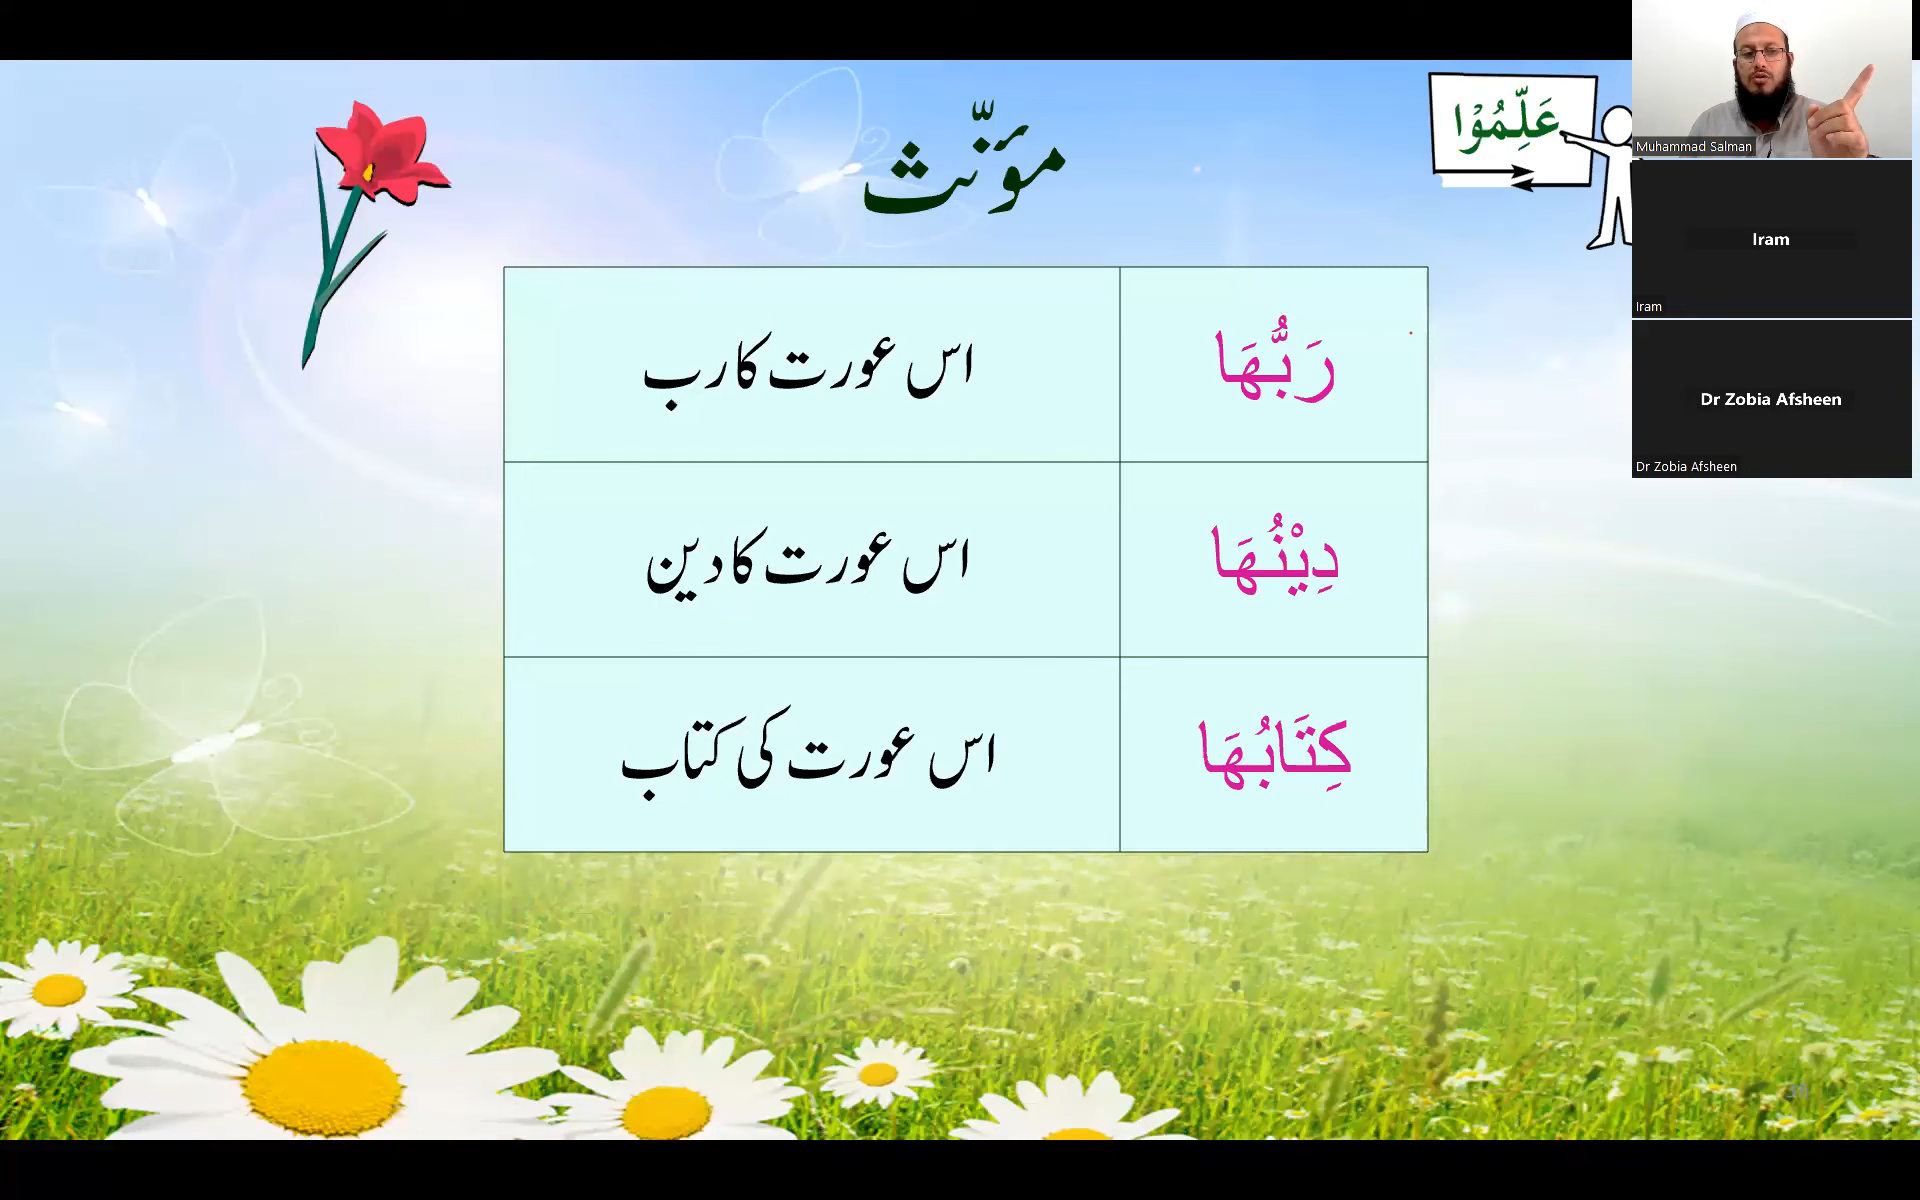 مؤنّث
عَلِّمُوْا
رَبُّهَا
اس عورت کا رب
دِيْنُهَا
اس عورت کا دین
كِتَابُهَا
اس عورت کی کتاب
Muhammad Salman
Iram
Iram
Dr Zobia Afsheen
Dr Zobia Afsheen